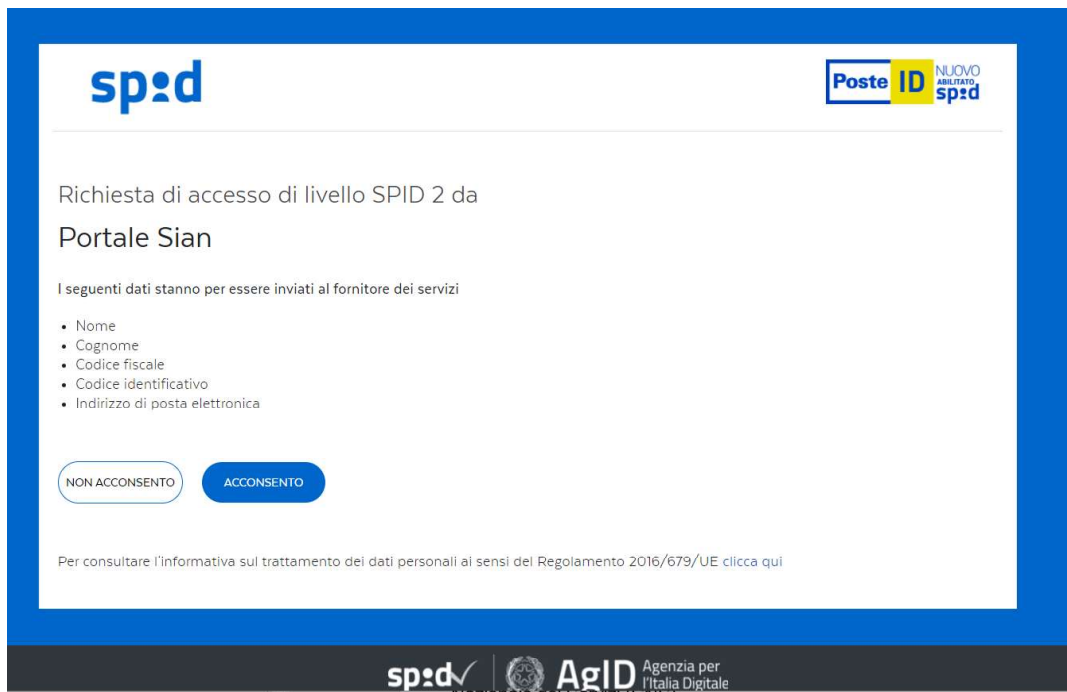 spid
Poste ID NUOVO
ABILITATO
spid
Richiesta di accesso di livello SPID 2 da
Portale Sian
I seguenti dati stanno per essere inviati al fornitore dei servizi
• Nome
• Cognome
• Codice fiscale
• Codice identificativo
• Indirizzo di posta elettronica
NON ACCONSENTO ACCONSENTO
Per consultare l'informativa sul trattamento dei dati personali ai sensi del Regolamento 2016/679/UE clicca qui
spid AgID Agenzia per
l'Italia Digitale